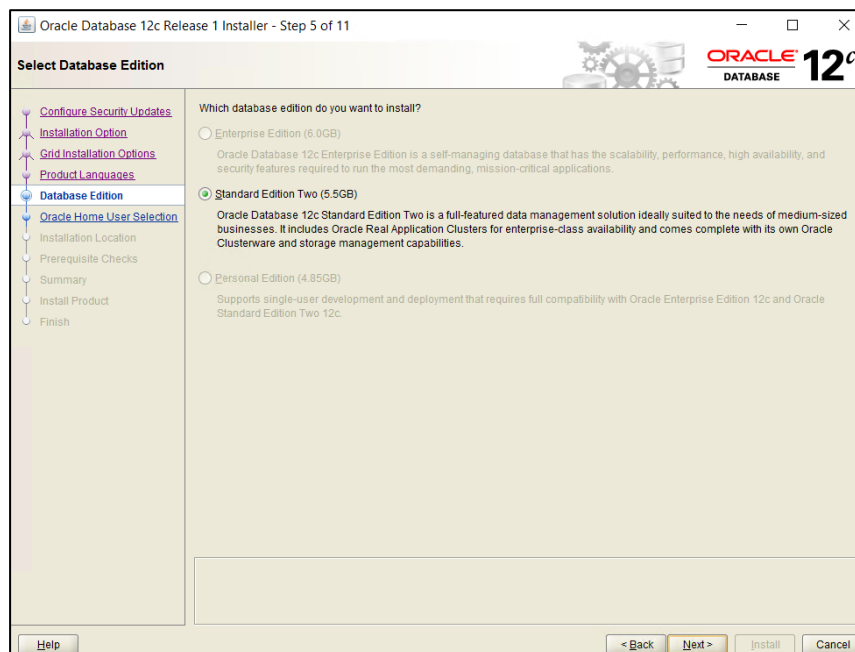 Oracle Database 12c Release 1 Installer - Step 5 of 11
Select Database Edition
ORACLE
DATABASE
12c
Configure Security Updates
Installation Option
Grid Installation Options
Product Languages
Database Edition
Oracle Home User Selection
Installation Location
Prerequisite Checks
Summary
Install Product
Finish
Which database edition do you want to install?
Enterprise Edition (6.0GB)
Oracle Database 12c Enterprise Edition is a self-managing database that has the scalability, performance, high availability, and
security features required to run the most demanding, mission-critical applications.
Standard Edition Two (5.5GB)
Oracle Database 12c Standard Edition Two is a full-featured data management solution ideally suited to the needs of medium-sized
businesses. It includes Oracle Real Application Clusters for enterprise-class availability and comes complete with its own Oracle
Clusterware and storage management capabilities.
Personal Edition (4.85GB)
Supports single-user development and deployment that requires full compatibility with Oracle Enterprise Edition 12c and Oracle
Standard Edition Two 12c.
Help
< Back
Next >
Install
Cancel